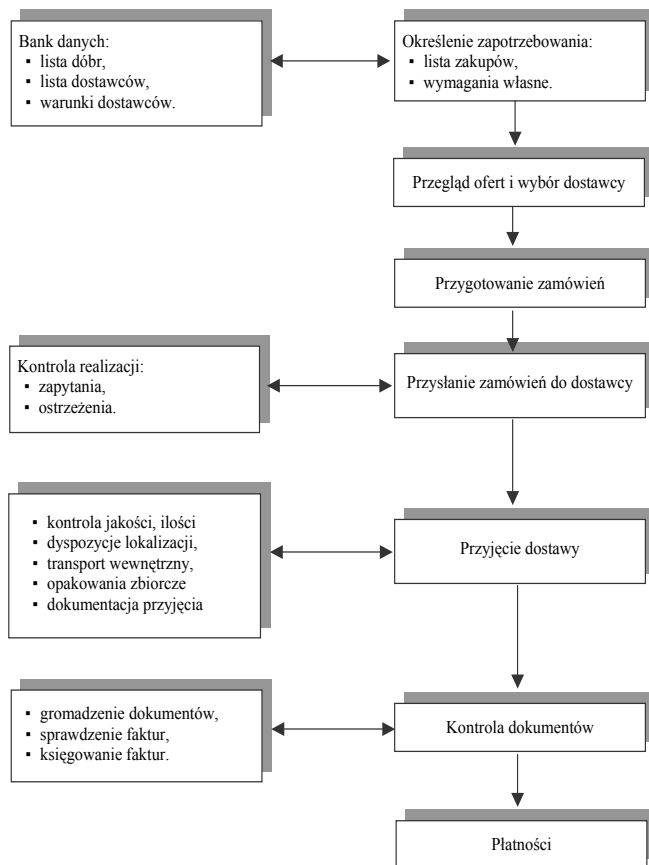 Bank danych:
▪ lista dóbr,
▪ lista dostawców,
▪ warunki dostawców.
Określenie zapotrzebowania:
▪ lista zakupów,
▪ wymagania własne.
Przegląd ofert i wybór dostawcy
Przygotowanie zamówień
Kontrola realizacji:
▪ zapytania,
▪ ostrzeżenia.
Przysłanie zamówień do dostawcy
▪ kontrola jakości, ilości
▪ dyspozycje lokalizacji,
▪ transport wewnętrzny,
▪ opakowania zbiorcze
▪ dokumentacja przyjęcia
Przyjęcie dostawy
▪ gromadzenie dokumentów,
▪ sprawdzenie faktur,
▪ księgowanie faktur.
Kontrola dokumentów
Płatności